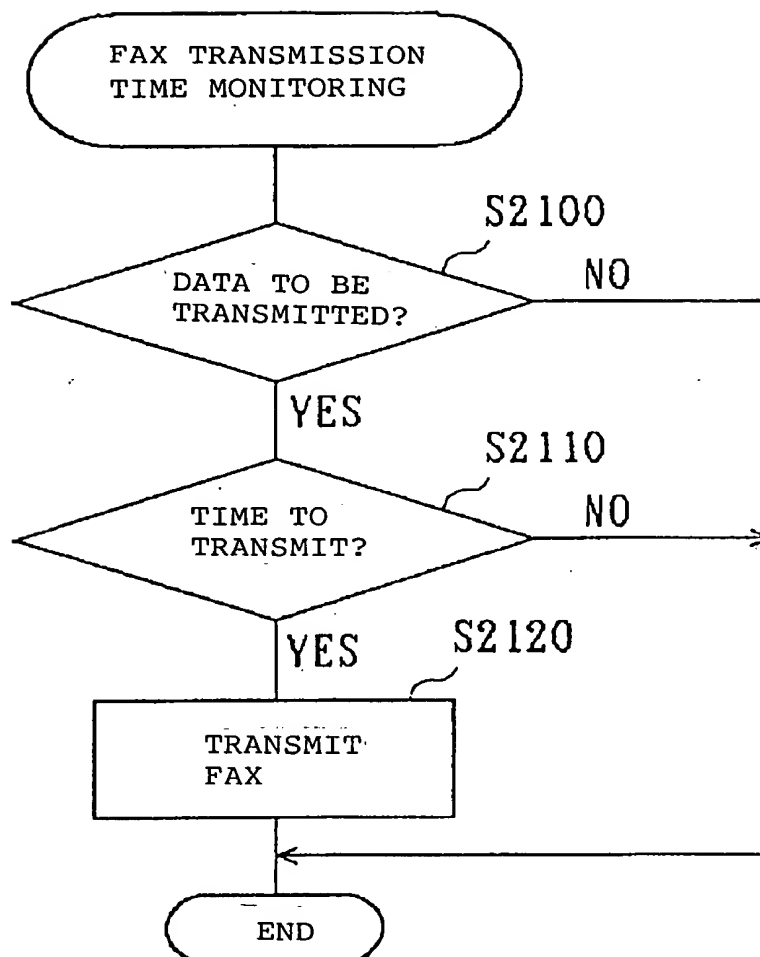 FAX TRANSMISSION
TIME MONITORING
S2100
DATA TO BE
TRANSMITTED?
NO
YES
S2110
TIME TO
TRANSMIT?
NO
YES
S2120
TRANSMIT
FAX
END